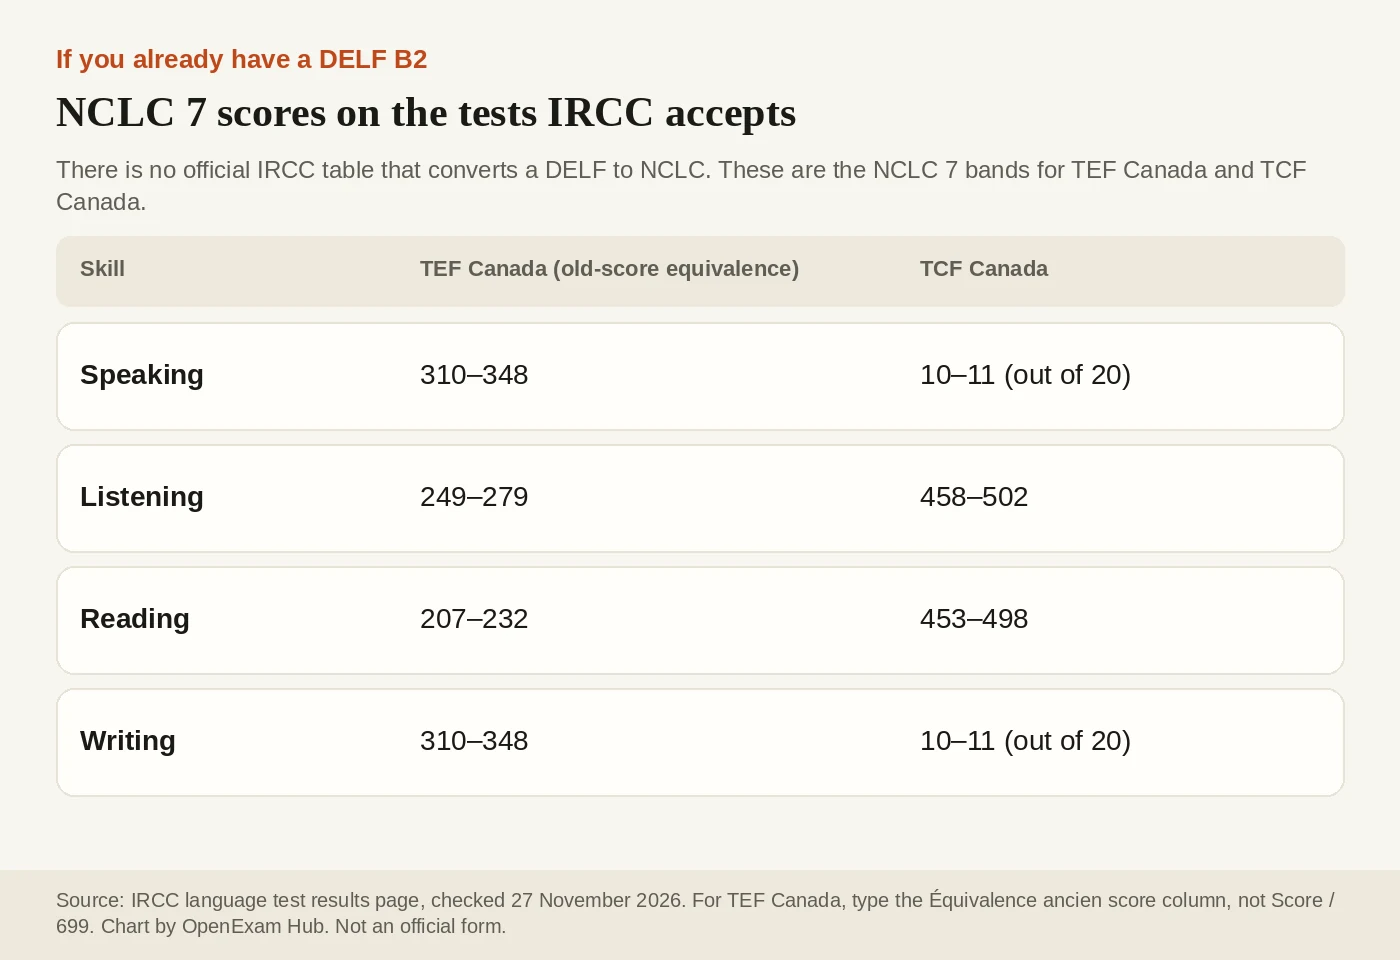 If you already have a DELF B2
NCLC 7 scores on the tests IRCC accepts
There is no official IRCC table that converts a DELF to NCLC. These are the NCLC 7 bands for TEF Canada and TCF
Canada.
Skill TEF Canada (old-score equivalence) TCF Canada
Speaking 310–348 10–11 (out of 20)
Listening 249–279 458–502
Reading 207–232 453–498
Writing 310–348 10–11 (out of 20)
Source: IRCC language test results page, checked 27 November 2026. For TEF Canada, type the Équivalence ancien score column, not Score /
699. Chart by OpenExam Hub. Not an official form.